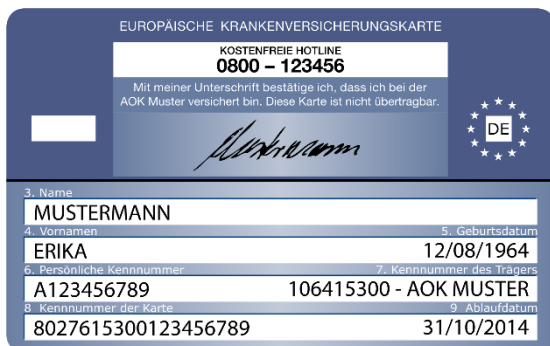 EUROPÄISCHE KRANKENVERSICHERUNGSKARTE
KOSTENFREIE HOTLINE
0800 – 123456
Mit meiner Unterschrift bestätige ich, dass ich bei der
AOK Muster versichert bin. Diese Karte ist nicht übertragbar.
Mustermann
DE
3. Name
MUSTERMANN
4. Vornamen 5. Geburtsdatum
ERIKA 12/08/1964
6. Persönliche Kennnummer 7. Kennnummer des Trägers
A123456789 106415300 - AOK MUSTER
8 Kennnummer der Karte 9 Ablaufdatum
8027615300123456789 31/10/2014